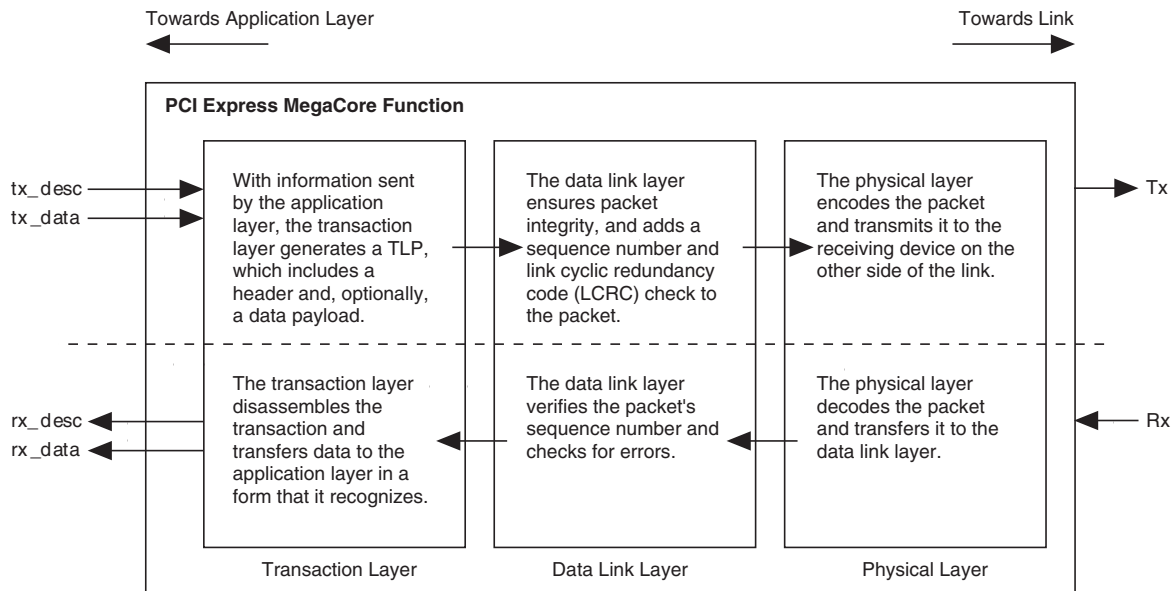 Towards Application Layer
Towards Link
PCI Express MegaCore Function
tx_desc
tx_data
With information sent
by the application
layer, the transaction
layer generates a TLP,
which includes a
header and, optionally,
a data payload.
The data link layer
ensures packet
integrity, and adds a
sequence number and
link cyclic redundancy
code (LCRC) check to
the packet.
The physical layer
encodes the packet
and transmits it to the
receiving device on the
other side of the link.
Tx
rx_desc
rx_data
The transaction layer
disassembles the
transaction and
transfers data to the
application layer in a
form that it recognizes.
The data link layer
verifies the packet's
sequence number and
checks for errors.
The physical layer
decodes the packet
and transfers it to the
data link layer.
Rx
Transaction Layer
Data Link Layer
Physical Layer